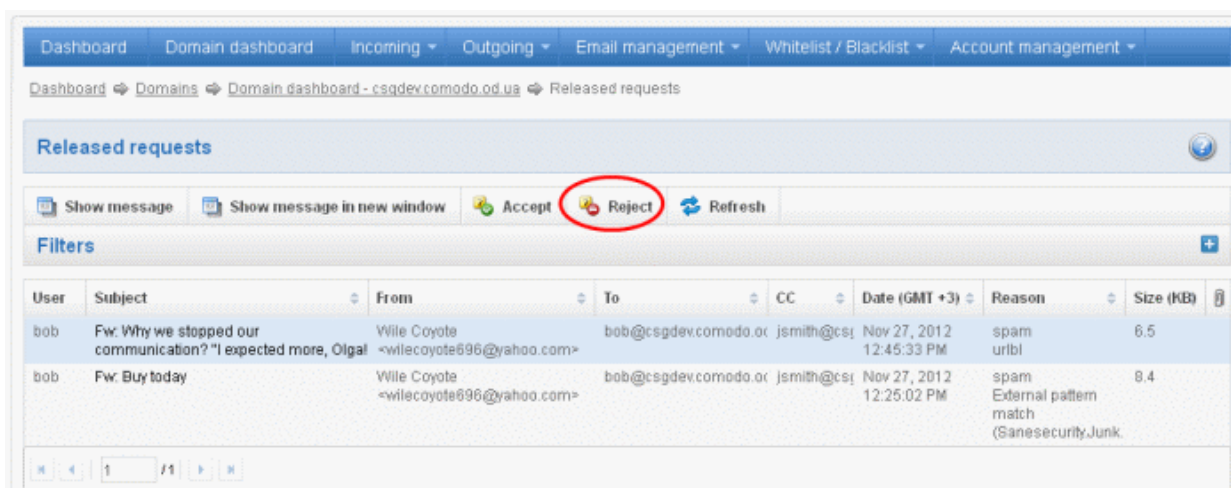 Dashboard Domain dashboard Incoming Outgoing Email management Whitelist / Blacklist Account management
Dashboard Domains Domain dashboard - csgdev.comodo.od.ua Released requests
Released requests
Show message Show message in new window Accept Reject Refresh
Filters
User Subject From To CC Date (GMT +3) Reason Size (KB)
bob Fw: Why we stopped our Wile Coyote bob@csgdev.comodo.oc jsmith@csg Nov 27, 2012 spam 6.5
communication? "I expected more, Olga! <wilecoyote696@yahoo.com> 12:45:33 PM urlbl
bob Fw: Buy today Wile Coyote bob@csgdev.comodo.oc jsmith@csg Nov 27, 2012 spam 8.4
<wilecoyote696@yahoo.com> 12:25:02 PM External pattern
match
(Sanesecurity.Junk.
1 /1